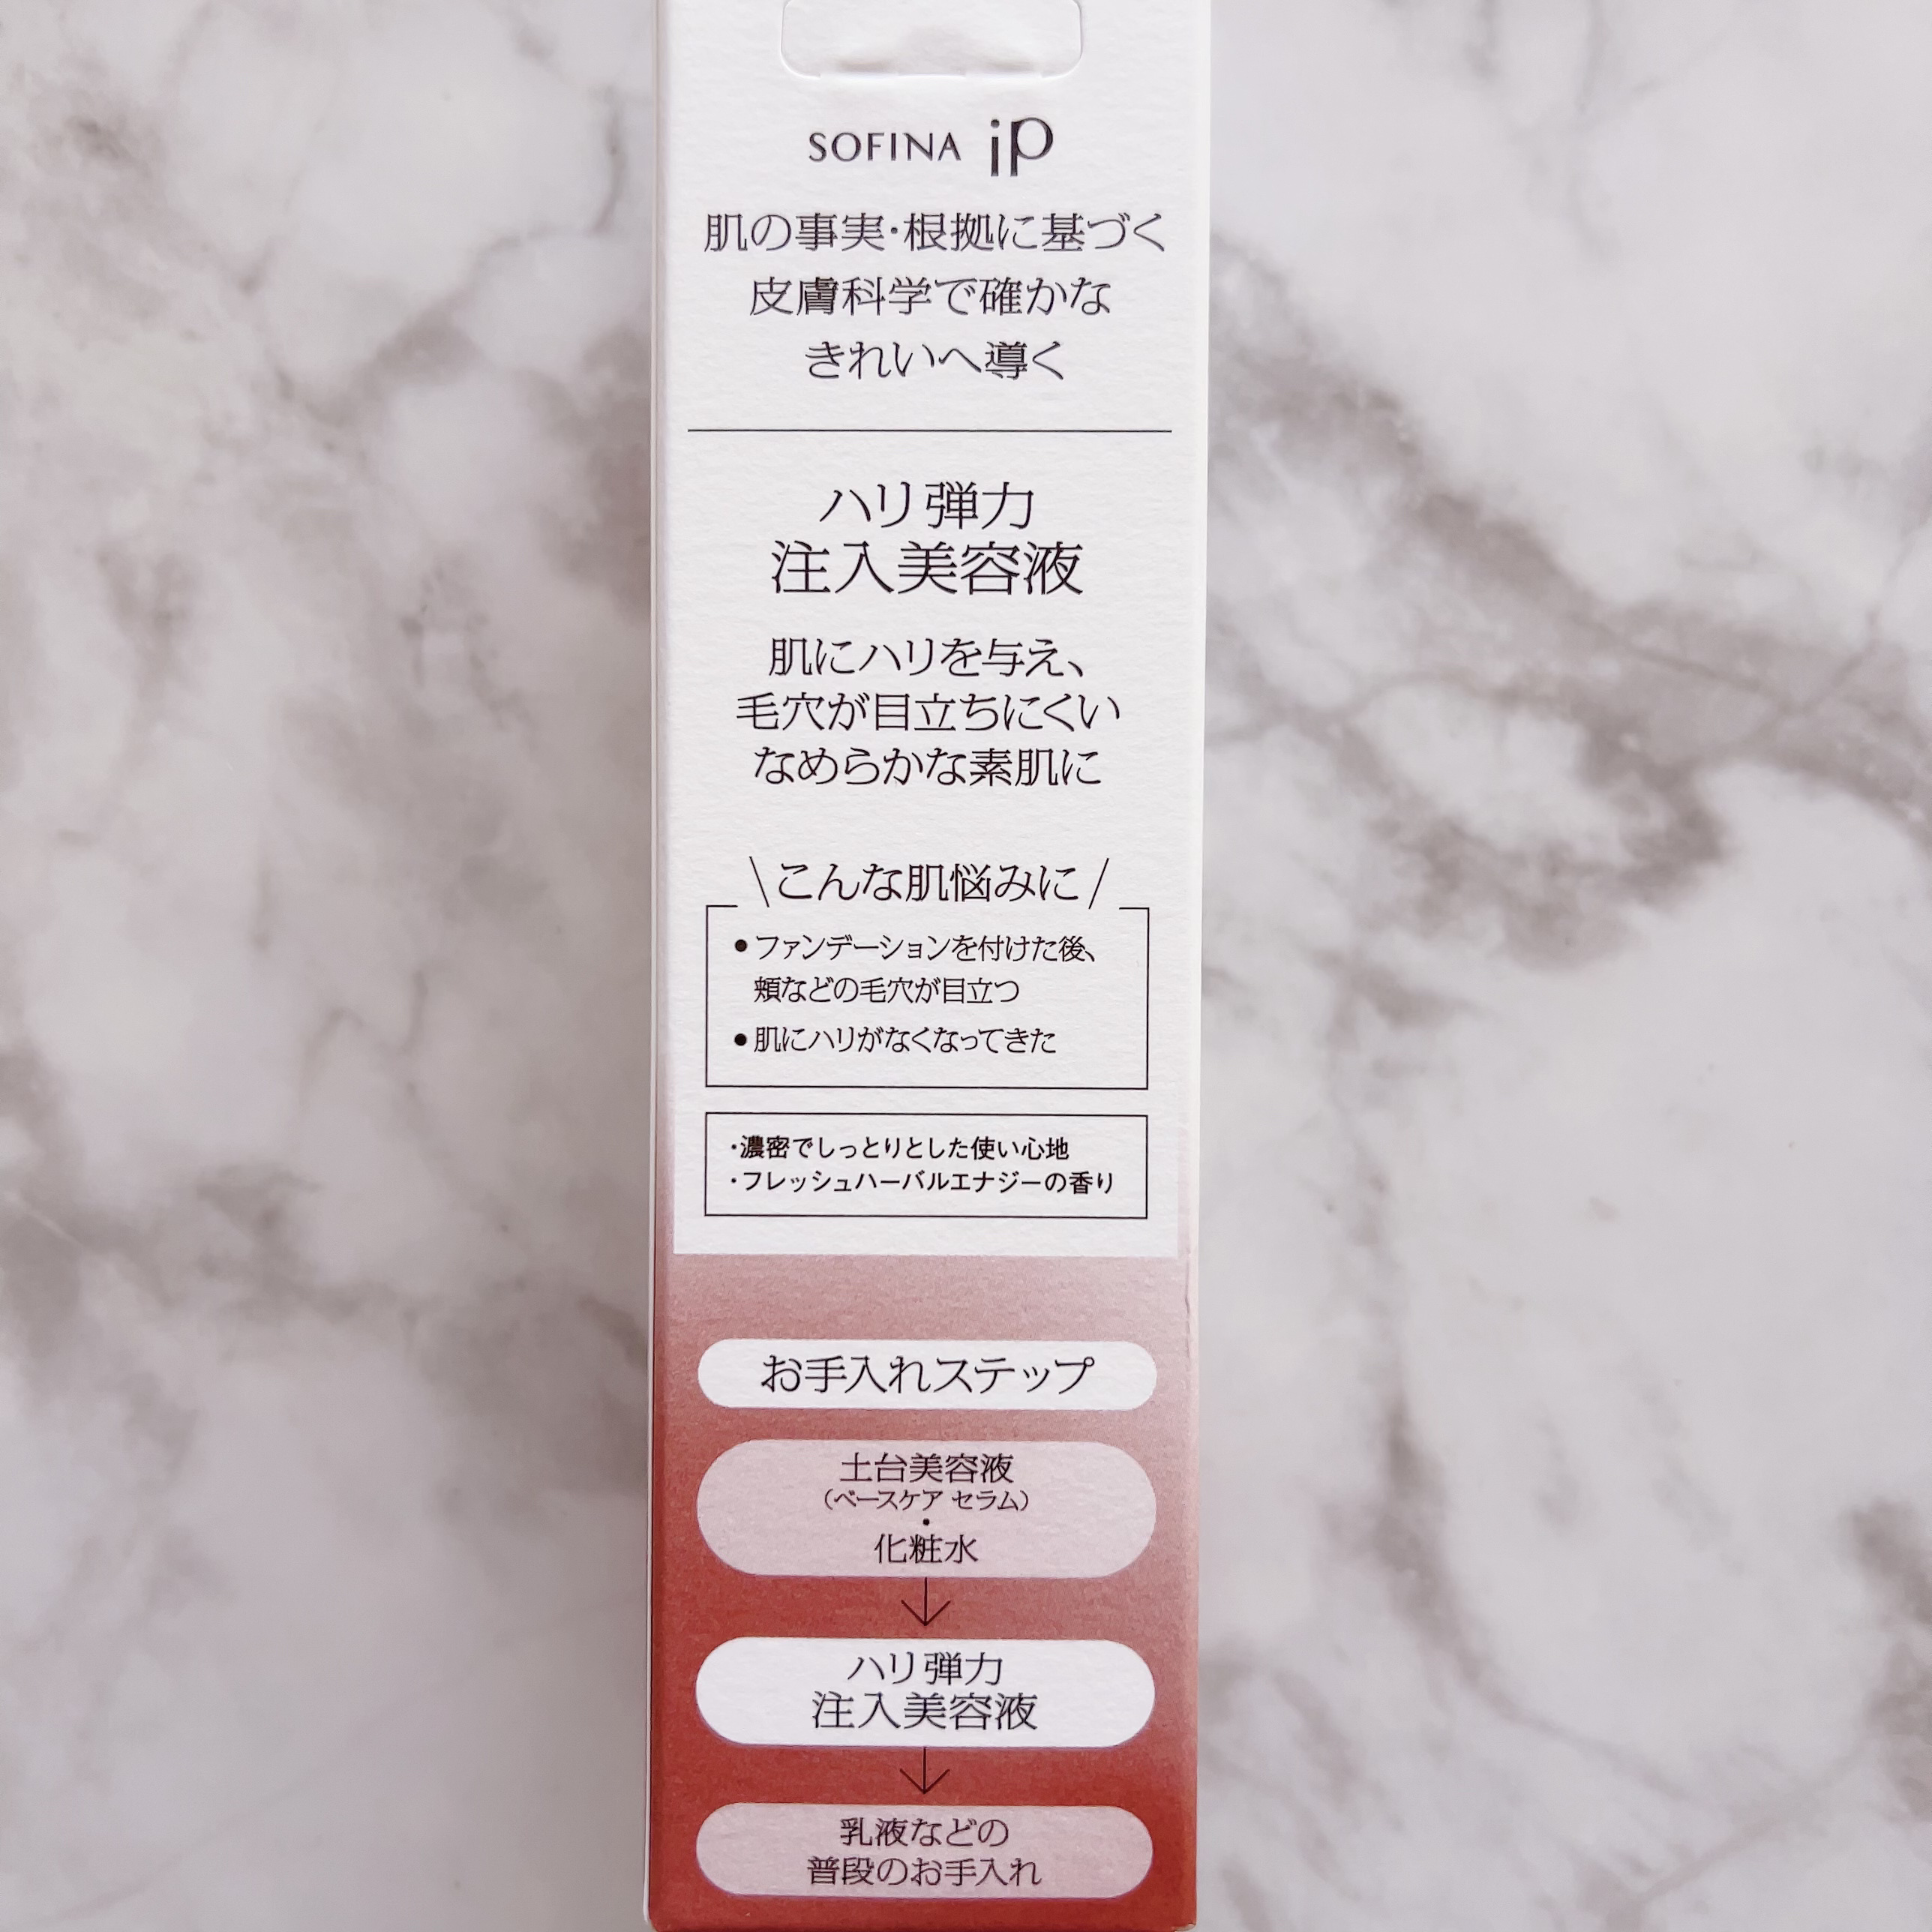 SOFINA iP
肌の事実・根拠に基づく
皮膚科学で確かな
きれいへ導く
ハリ弾力
注入美容液
肌にハリを与え、
毛穴が目立ちにくい
なめらかな素肌に
\こんな肌悩みに/
●ファンデーションを付けた後、
頬などの毛穴が目立つ
●肌にハリがなくなってきた
・濃密でしっとりとした使い心地
・フレッシュハーバルエナジーの香り
お手入れステップ
土台美容液
（ベースケア セラム）
・
化粧水
ハリ弾力
注入美容液
乳液などの
普段のお手入れ